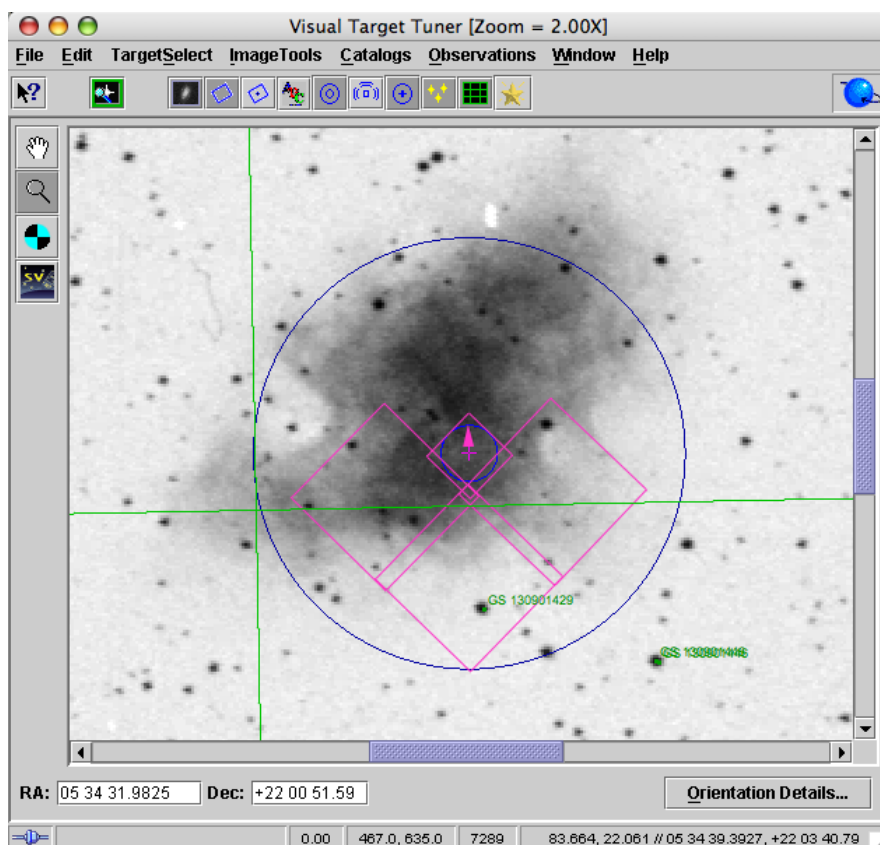 Visual Target Tuner [Zoom = 2.00X]
File Edit TargetSelect ImageTools Catalogs Observations Window Help
?
SV
GS 130901429
RA: 05 34 31.9825 Dec: +22 00 51.59 Orientation Details...
0.00 467.0, 635.0 7289 83.664, 22.061 // 05 34 39.3927, +22 03 40.79